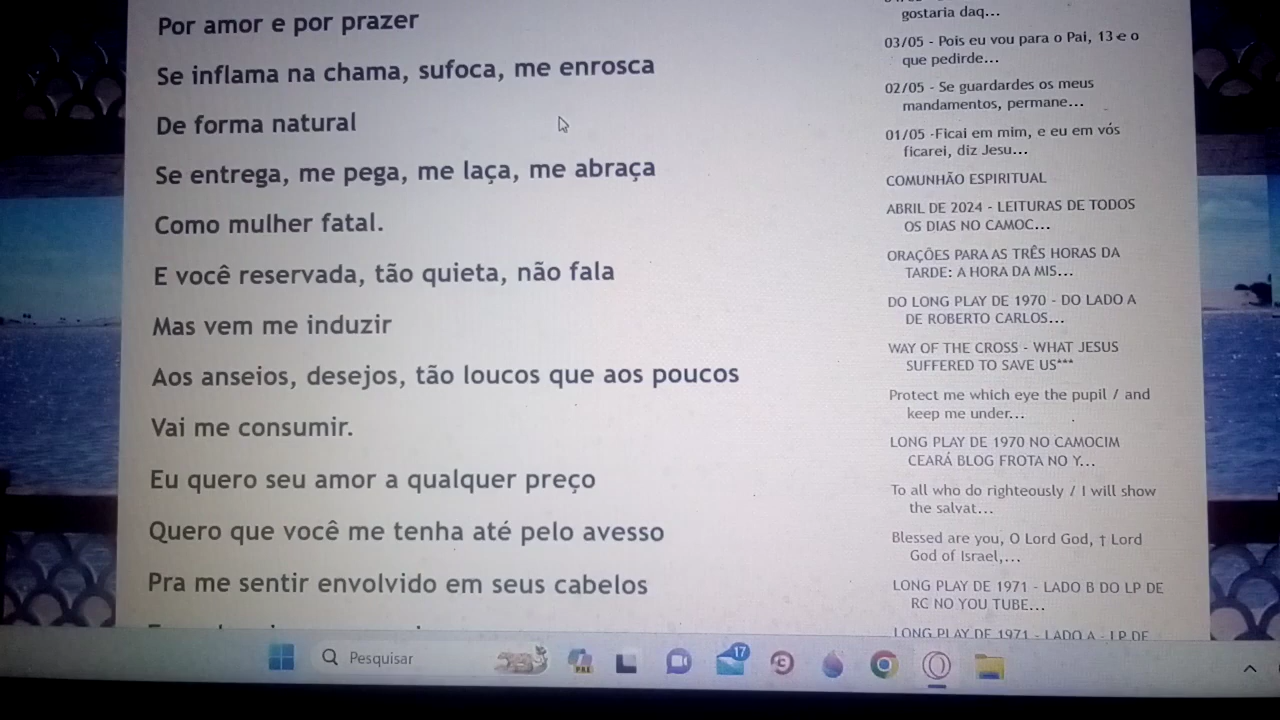 Por amor e por prazer
Se inflama na chama, sufoca, me enrosca
De forma natural
Se entrega, me pega, me laça, me abraça
Como mulher fatal.
E você reservada, tão quieta, não fala
Mas vem me induzir
Aos anseios, desejos, tão loucos que aos poucos
Vai me consumir.
Eu quero seu amor a qualquer preço
Quero que você me tenha até pelo avesso
Pra me sentir envolvido em seus cabelos
gostaria daq...
03/05 - Pois eu vou para o Pai, 13 e o
que pedirde...
02/05 - Se guardardes os meus
mandamentos, permane...
01/05 -Ficai em mim, e eu em vós
ficarei, diz Jesu...
COMUNHÃO ESPIRITUAL
ABRIL DE 2024 - LEITURAS DE TODOS
OS DIAS NO CAMOC...
ORAÇÕES PARA AS TRÊS HORAS DA
TARDE: A HORA DA MIS...
DO LONG PLAY DE 1970 - DO LADO A
DE ROBERTO CARLOS...
WAY OF THE CROSS - WHAT JESUS
SUFFERED TO SAVE US***
Protect me which eye the pupil / and
keep me under...
LONG PLAY DE 1970 NO CAMOCIM
CEARÁ BLOG FROTA NO Y...
To all who do righteously / I will show
the salvat...
Blessed are you, O Lord God, † Lord
God of Israel,...
LONG PLAY DE 1971 - LADO B DO LP DE
RC NO YOU TUBE...
LONG PLAY DE 1971 - LADO A - LP DE
Pesquisar
PRE
17